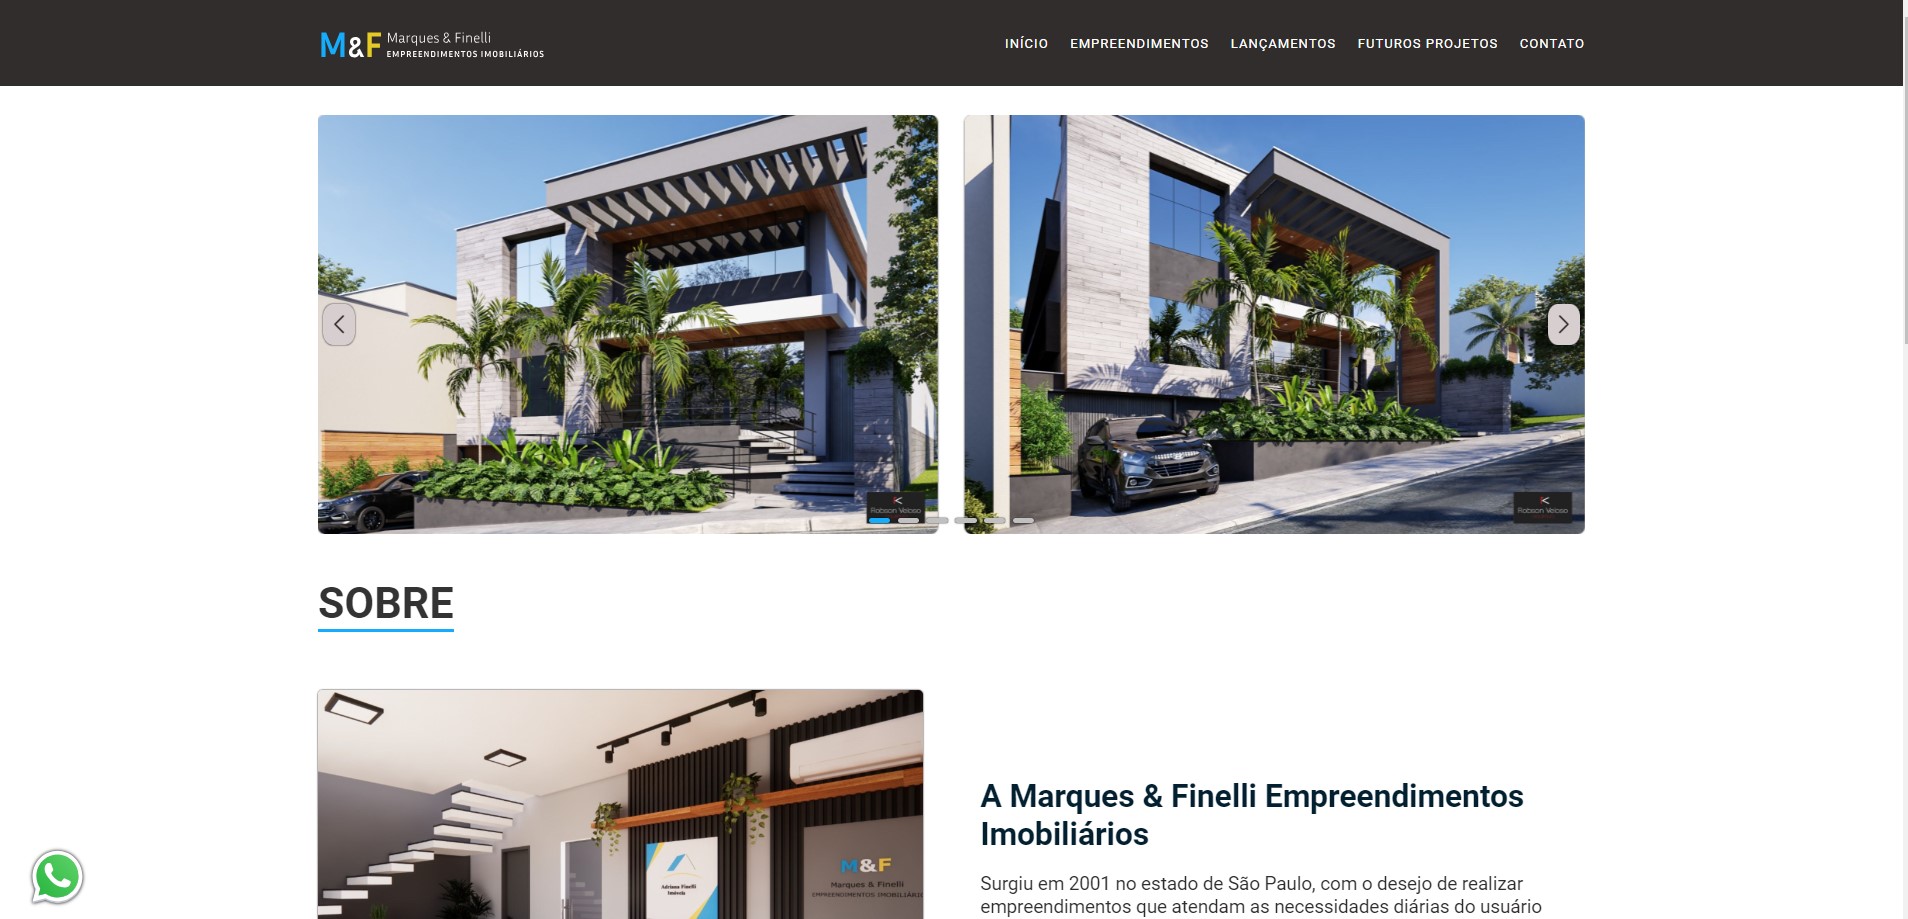 M&F Marques & Finelli
EMPREENDIMENTOS IMOBILIÁRIOS
INÍCIO EMPREENDIMENTOS LANÇAMENTOS FUTUROS PROJETOS CONTATO
Robson Veloso
Robson Veloso
SOBRE
Adriana Finelli
Imóveis
M&F
Marques & Finelli
EMPREENDIMENTOS IMOBILIÁRIO
A Marques & Finelli Empreendimentos
Imobiliários
Surgiu em 2001 no estado de São Paulo, com o desejo de realizar
empreendimentos que atendam as necessidades diárias do usuário